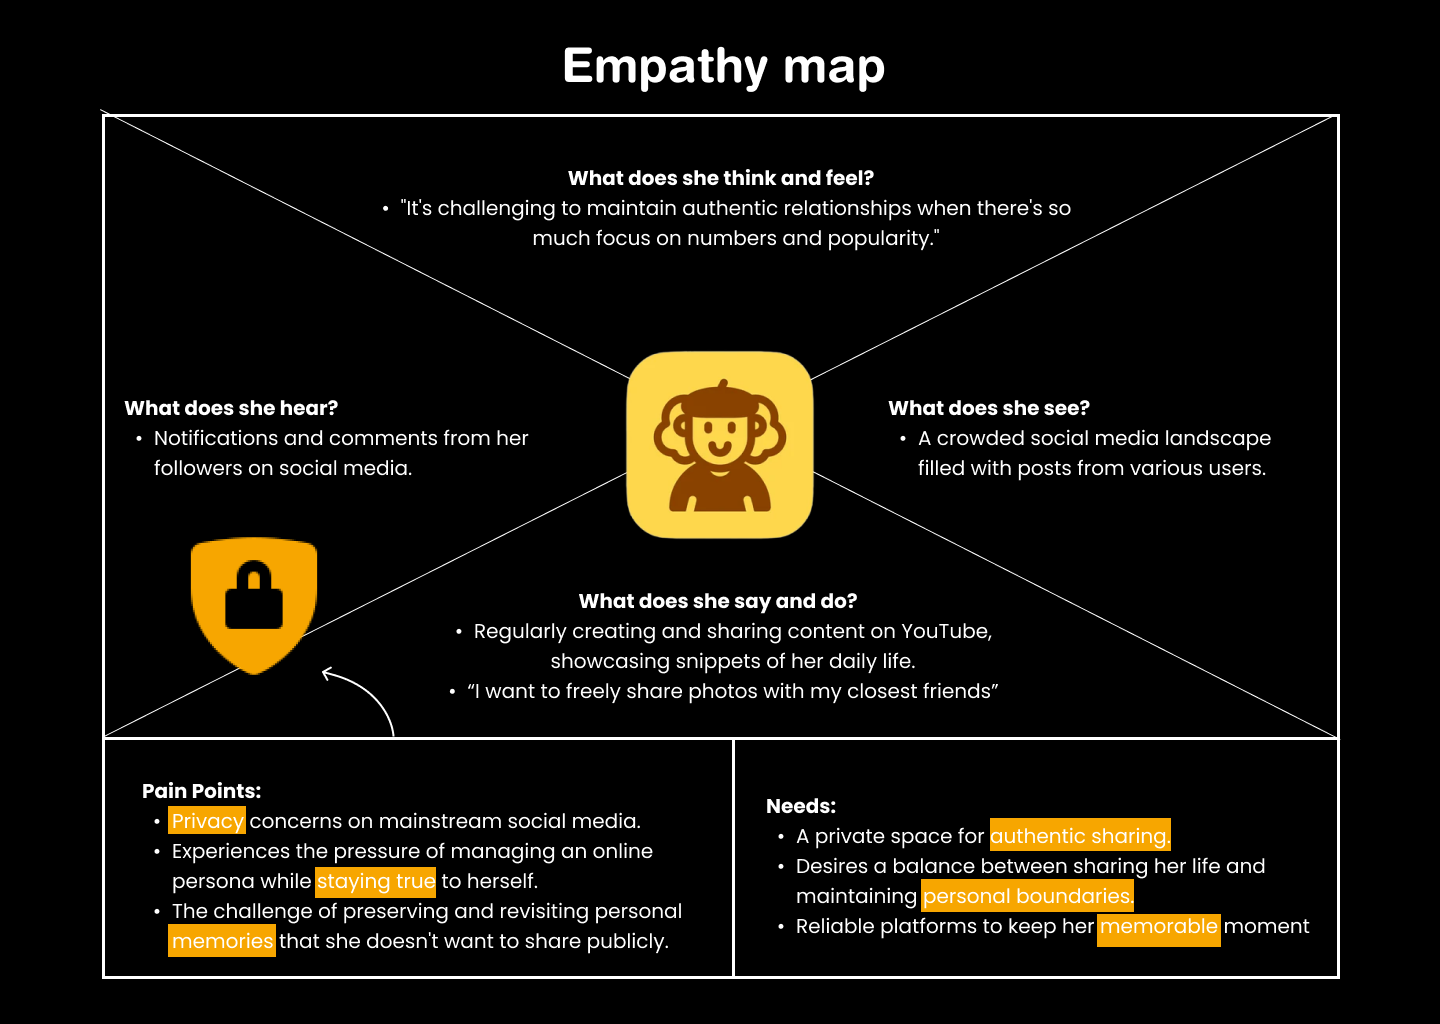 Empathy map
What does she think and feel?
• "It's challenging to maintain authentic relationships when there's so
much focus on numbers and popularity."
What does she hear?
• Notifications and comments from her
followers on social media.
What does she see?
• A crowded social media landscape
filled with posts from various users.
What does she say and do?
• Regularly creating and sharing content on YouTube,
showcasing snippets of her daily life.
• “I want to freely share photos with my closest friends”
Pain Points:
• Privacy concerns on mainstream social media.
• Experiences the pressure of managing an online
persona while staying true to herself.
• The challenge of preserving and revisiting personal
memories that she doesn't want to share publicly.
Needs:
• A private space for authentic sharing.
• Desires a balance between sharing her life and
maintaining personal boundaries.
• Reliable platforms to keep her memorable moment